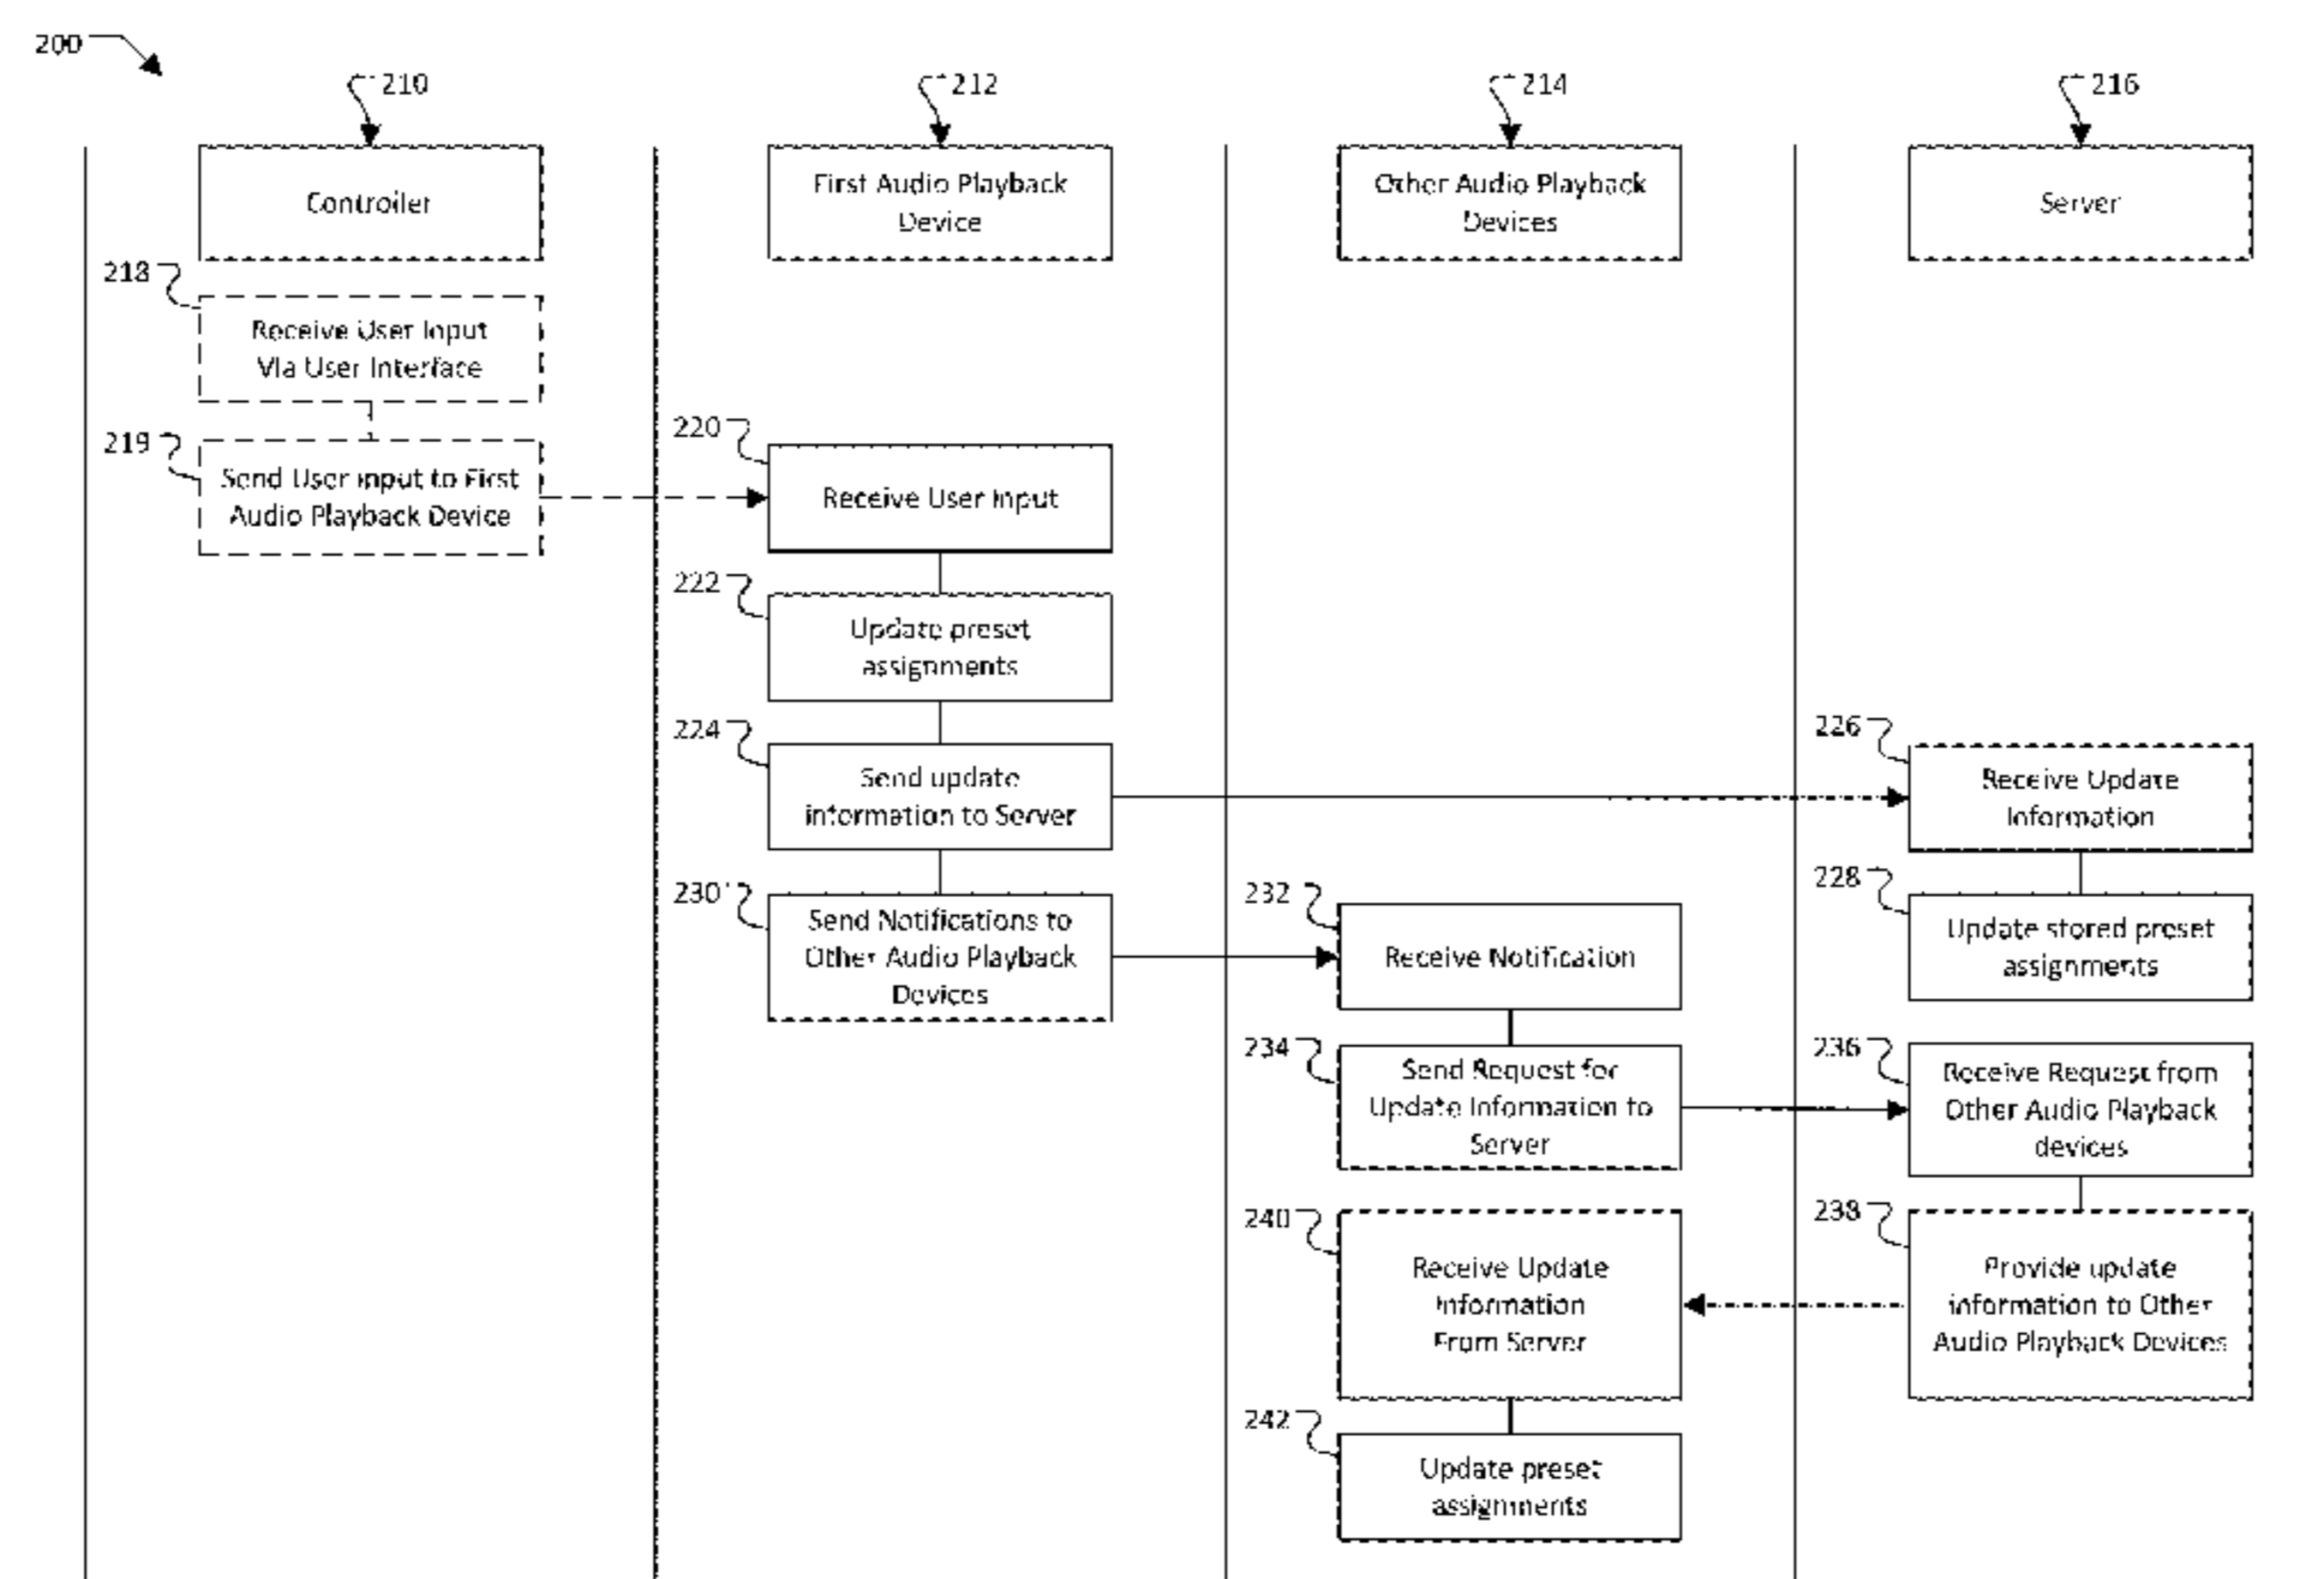 200
210
212
214
216
Controller
First Audio Playback
Device
Other Audio Playback
Devices
Server
218
Receive User Input
Via User Interface
219
Send User input to First
Audio Playback Device
220
Receive User Input
222
Update preset
assignments
224
Send update
information to Server
226
Receive Update
Information
228
Update stored preset
assignments
230
Send Notifications to
Other Audio Playback
Devices
232
Receive Notification
234
Send Request for
Update Information to
Server
236
Receive Request from
Other Audio Playback
devices
238
Provide update
information to Other
Audio Playback Devices
240
Receive Update
Information
From Server
242
Update preset
assignments